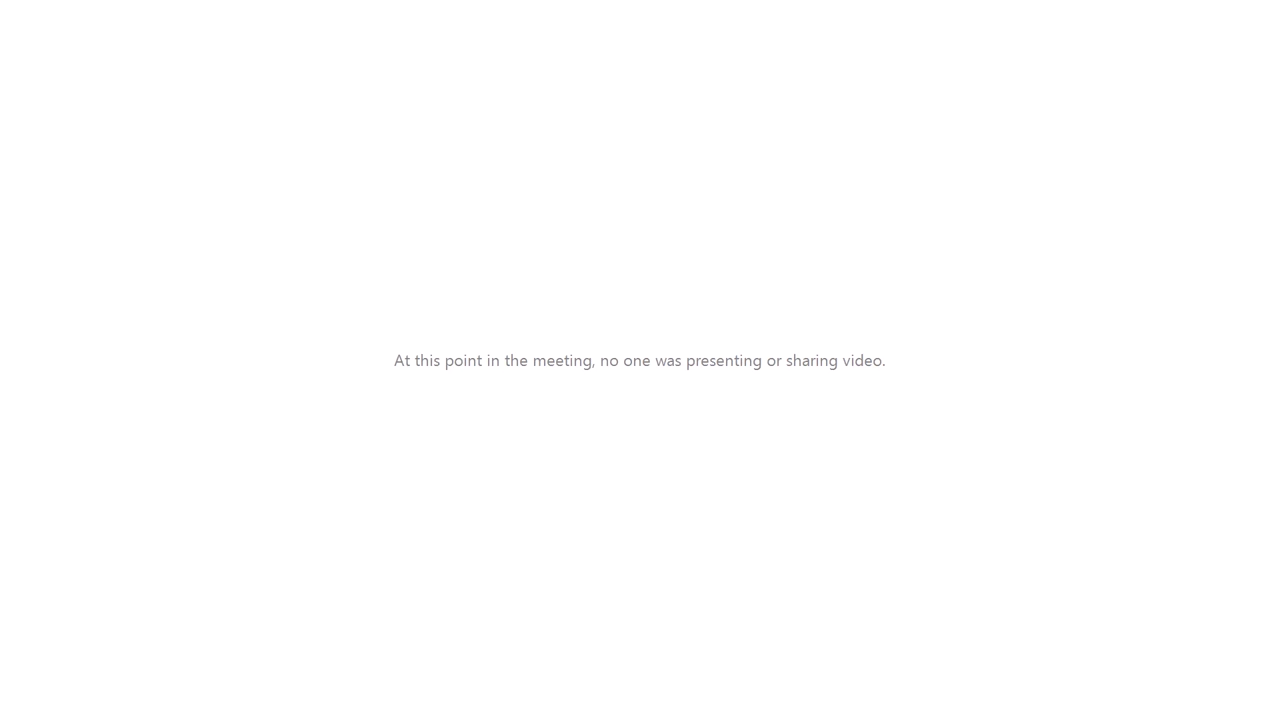 At this point in the meeting, no one was presenting or sharing video.